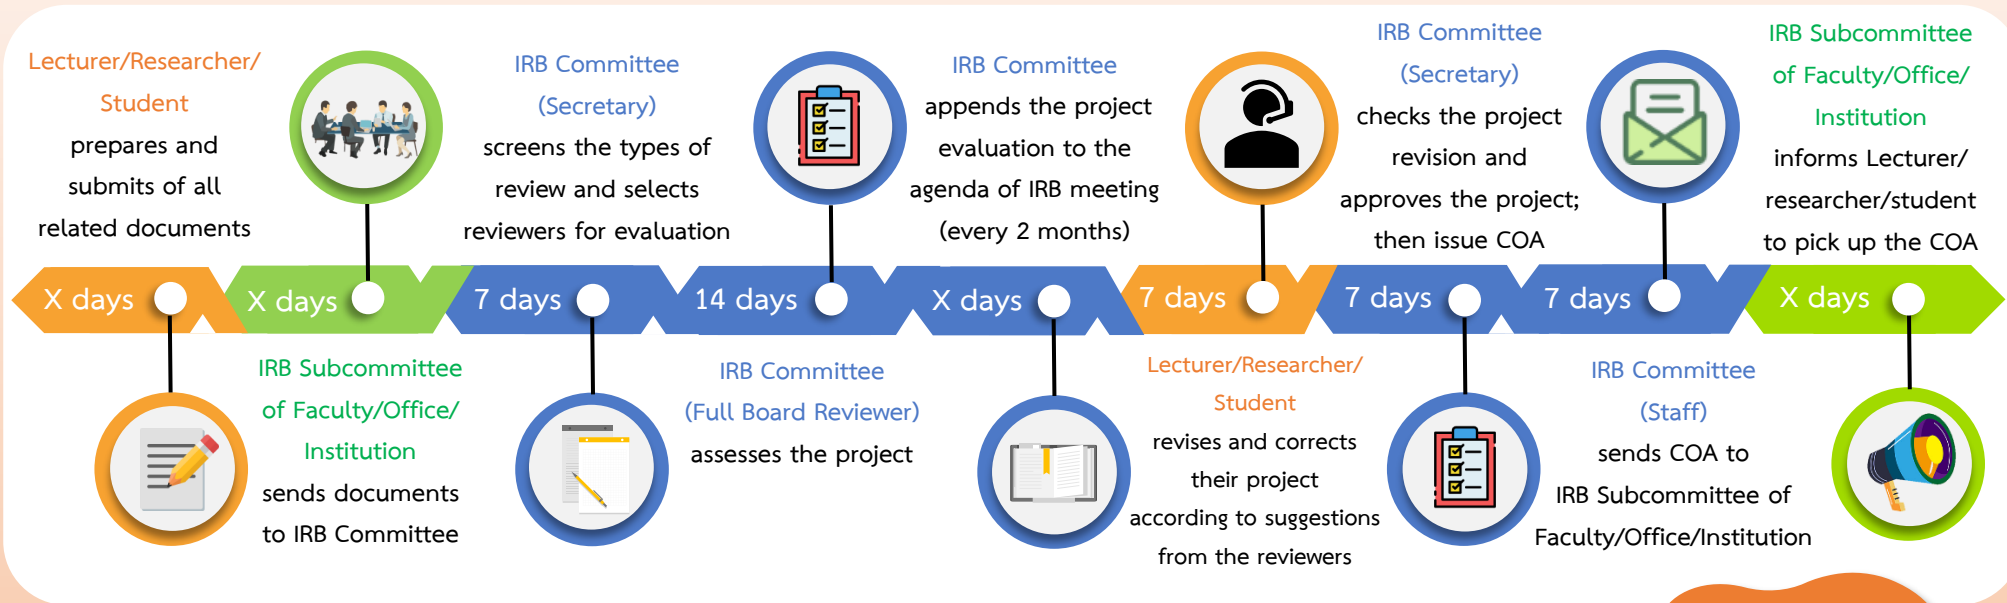 Lecturer/Researcher/
Student
prepares and
submits of all
related documents
X days
X days
IRB Subcommittee
of Faculty/Office/
Institution
sends documents
to IRB Committee
IRB Committee
(Secretary)
screens the types of
review and selects
reviewers for evaluation
7 days
14 days
IRB Committee
(Full Board Reviewer)
assesses the project
IRB Committee
appends the project
evaluation to the
agenda of IRB meeting
(every 2 months)
X days
7 days
Lecturer/Researcher/
Student
revises and corrects
their project
according to suggestions
from the reviewers
IRB Committee
(Secretary)
checks the project
revision and
approves the project;
then issue COA
7 days
7 days
IRB Committee
(Staff)
sends COA to
IRB Subcommittee of
Faculty/Office/Institution
IRB Subcommittee
of Faculty/Office/
Institution
informs Lecturer/
researcher/student
to pick up the COA
X days